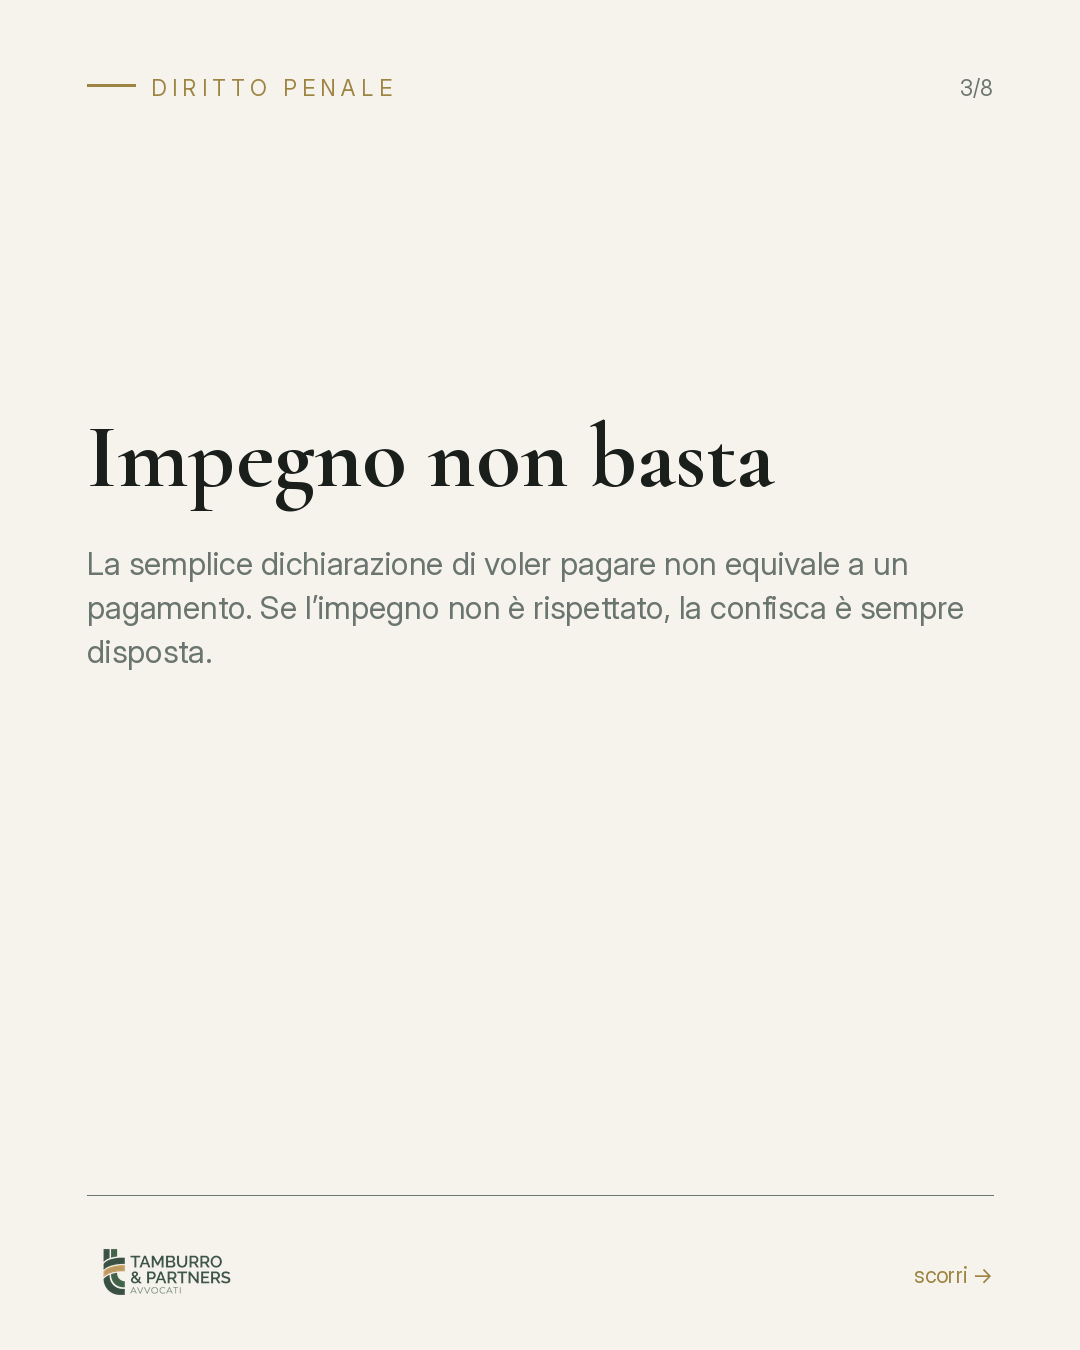 DIRITTO PENALE
3/8
Impegno non basta
La semplice dichiarazione di voler pagare non equivale a un
pagamento. Se l’impegno non è rispettato, la confisca è sempre
disposta.
TAMBURRO
& PARTNERS
AVVOCATI
scorri →